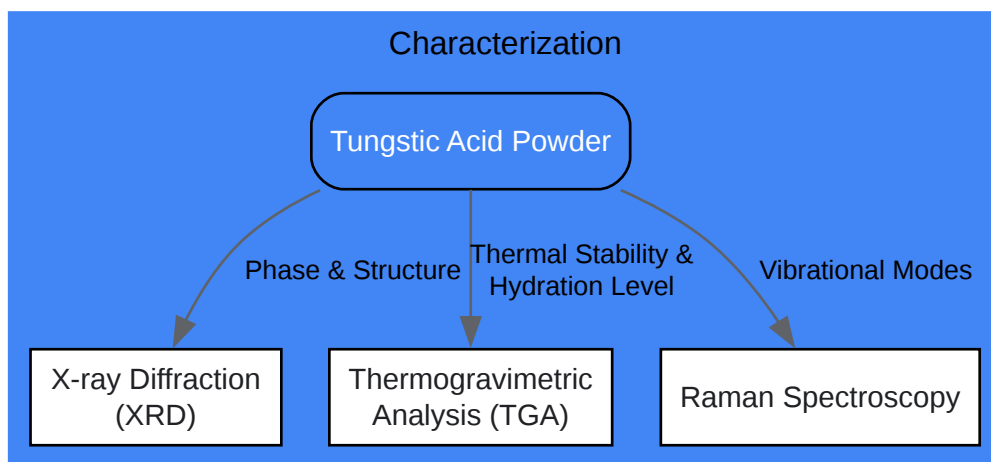 Characterization
Tungstic Acid Powder
Phase & Structure
Thermal Stability &
Hydration Level
Vibrational Modes
X-ray Diffraction
(XRD)
Thermogravimetric
Analysis (TGA)
Raman Spectroscopy